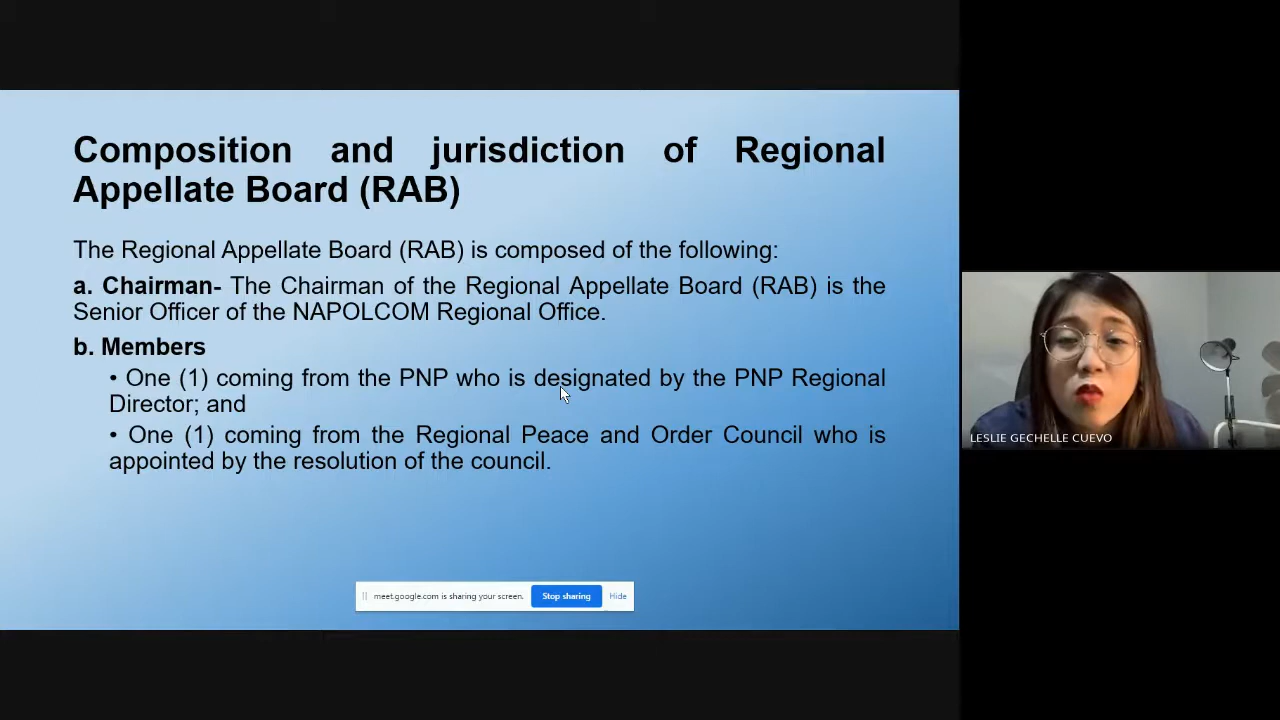 Composition and jurisdiction of Regional
Appellate Board (RAB)
The Regional Appellate Board (RAB) is composed of the following:
a. Chairman- The Chairman of the Regional Appellate Board (RAB) is the
Senior Officer of the NAPOLCOM Regional Office.
b. Members
• One (1) coming from the PNP who is designated by the PNP Regional
Director; and
• One (1) coming from the Regional Peace and Order Council who is
appointed by the resolution of the council.
meet.google.com is sharing your screen. Stop sharing Hide
LESLIE GECHELLE CUEVO